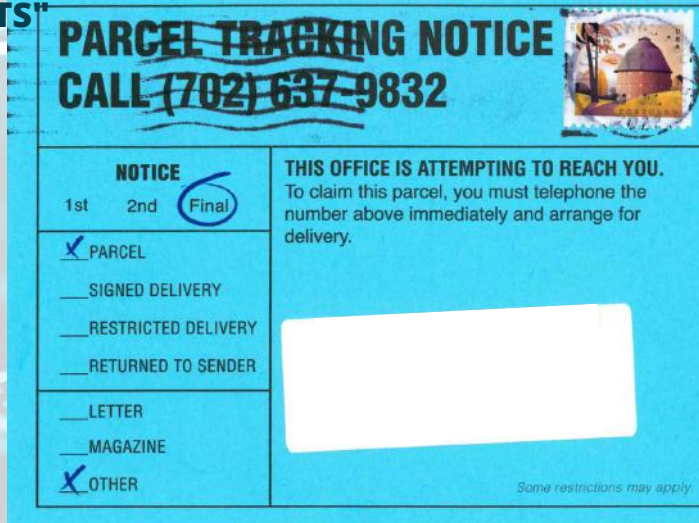 TS"
PARCEL TRACKING NOTICE
CALL (702) 637-9832
NOTICE
1st 2nd Final
THIS OFFICE IS ATTEMPTING TO REACH YOU.
To claim this parcel, you must telephone the
number above immediately and arrange for
delivery.
X PARCEL
___SIGNED DELIVERY
___RESTRICTED DELIVERY
___RETURNED TO SENDER
___LETTER
___MAGAZINE
X OTHER
Some restrictions may apply.